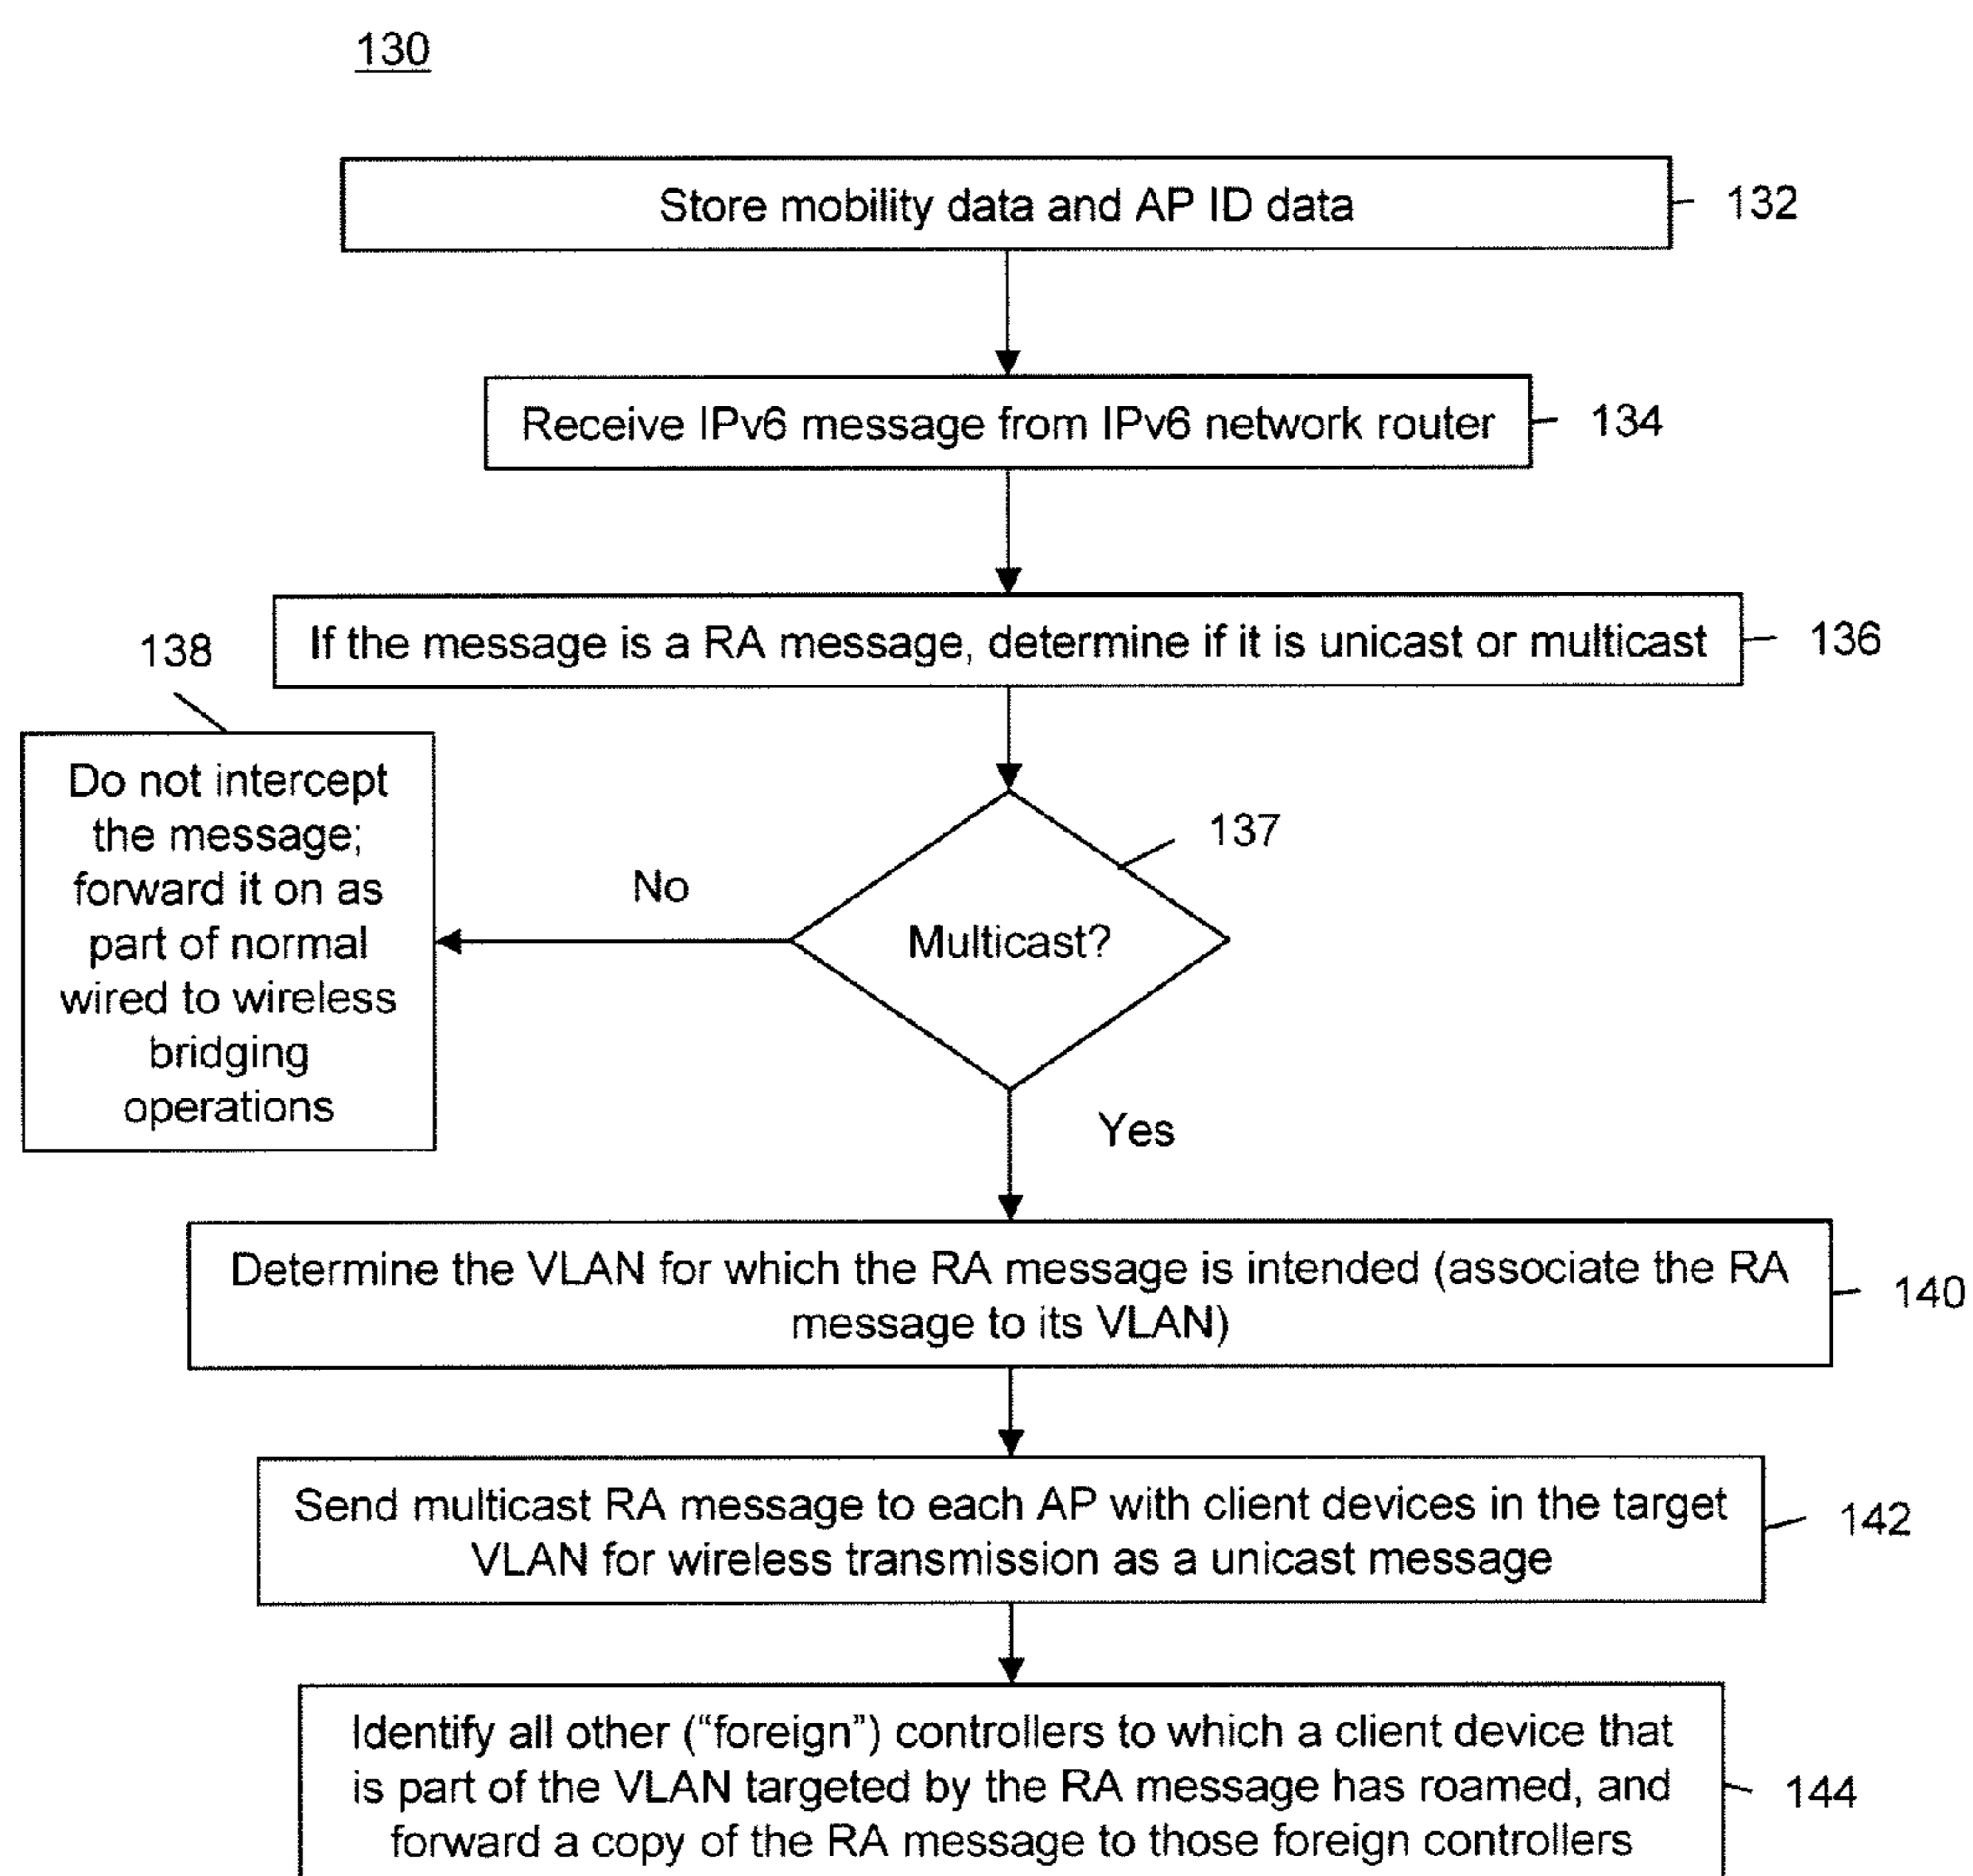 130
Store mobility data and AP ID data
132
Receive IPv6 message from IPv6 network router
134
If the message is a RA message, determine if it is unicast or multicast
136
138
Do not intercept
the message;
forward it on as
part of normal
wired to wireless
bridging
operations
No
Multicast?
137
Yes
Determine the VLAN for which the RA message is intended (associate the RA
message to its VLAN)
140
Send multicast RA message to each AP with client devices in the target
VLAN for wireless transmission as a unicast message
142
Identify all other (“foreign”) controllers to which a client device that
is part of the VLAN targeted by the RA message has roamed, and
forward a copy of the RA message to those foreign controllers
144